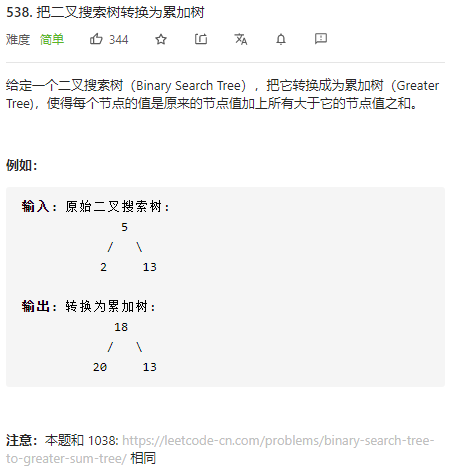 538. 把二叉搜索树转换为累加树
难度 简单 344
给定一个二叉搜索树（Binary Search Tree），把它转换成为累加树（Greater
Tree)，使得每个节点的值是原来的节点值加上所有大于它的节点值之和。
例如：
输入: 原始二叉搜索树:
5
/ \
2 13
输出: 转换为累加树:
18
/ \
20 13
注意：本题和 1038: https://leetcode-cn.com/problems/binary-search-tree-
to-greater-sum-tree/ 相同